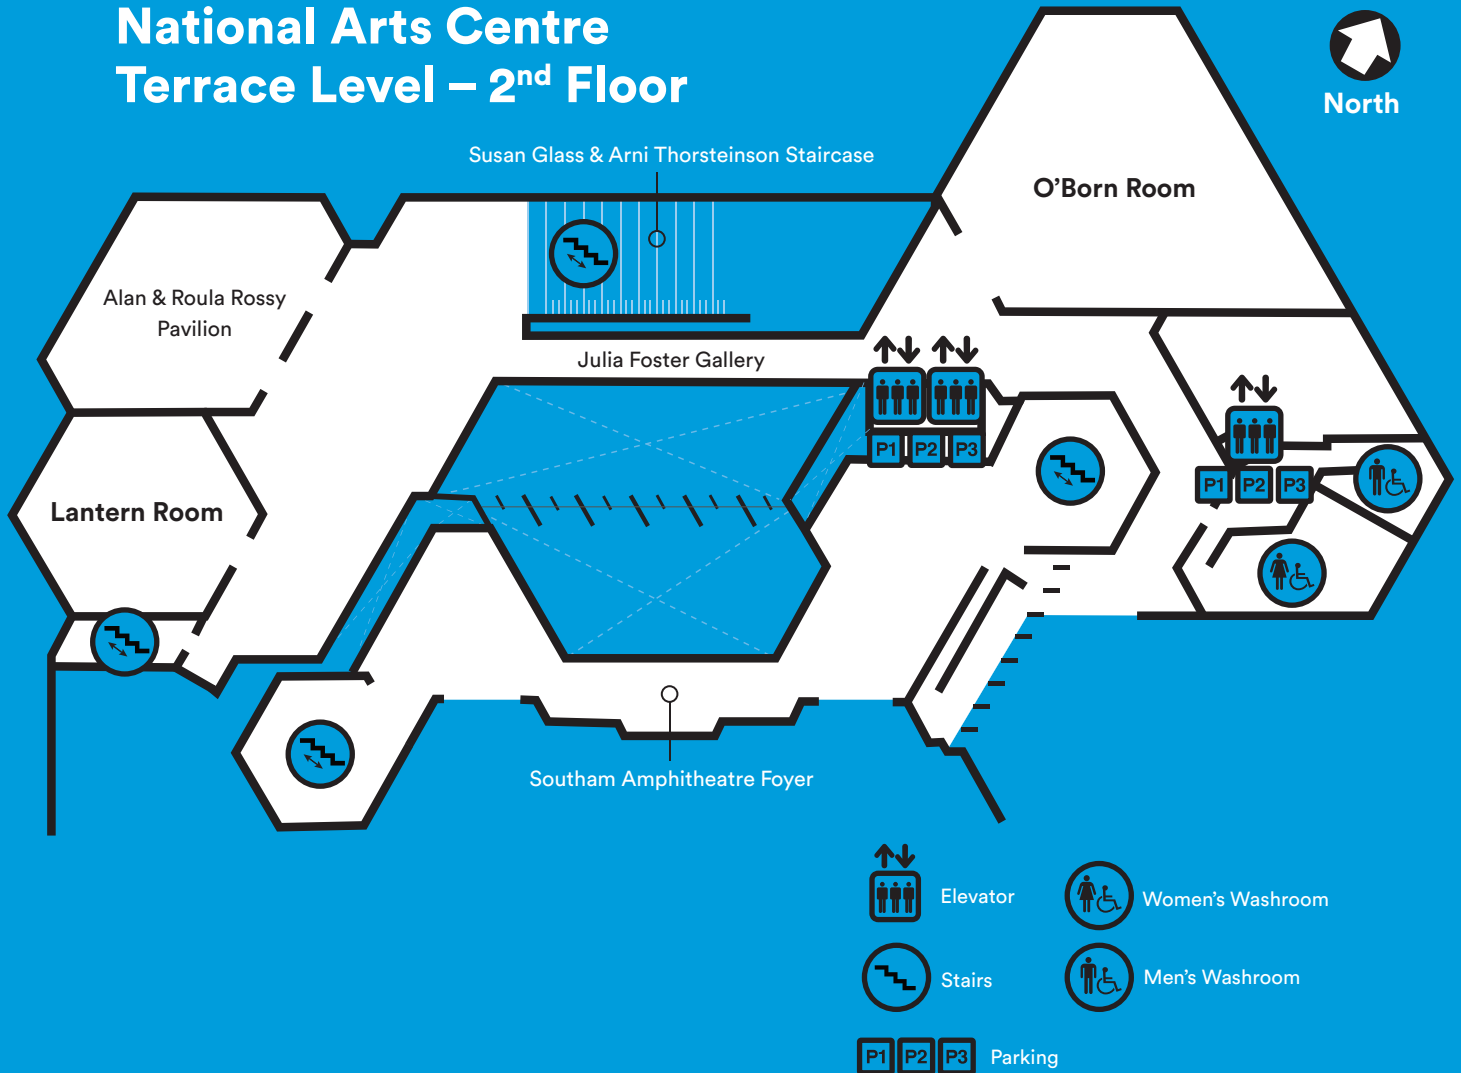 National Arts Centre
Terrace Level – 2nd Floor
North
Susan Glass & Arni Thorsteinson Staircase
O'Born Room
Alan & Roula Rossy
Pavilion
Julia Foster Gallery
P1 P2 P3
P1 P2 P3
Lantern Room
Southam Amphitheatre Foyer
Elevator
Women's Washroom
Stairs
Men's Washroom
P1 P2 P3 Parking